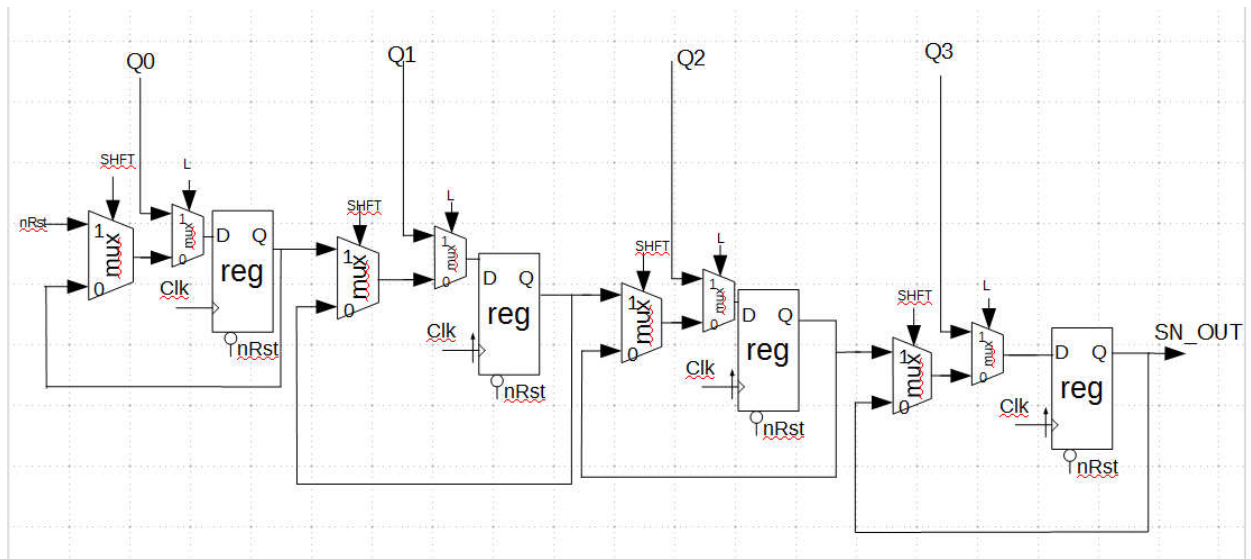 Q0
Q1
Q2
Q3
SHFT
L
nRst
1
mux
0
1
mux
0
D Q
reg
Clk
nRst
SHFT
L
1
mux
0
1
mux
0
D Q
reg
Clk
nRst
SHFT
L
1
mux
0
1
mux
0
D Q
reg
Clk
nRst
SHFT
L
1
mux
0
1
mux
0
D Q
reg
Clk
nRst
SN_OUT